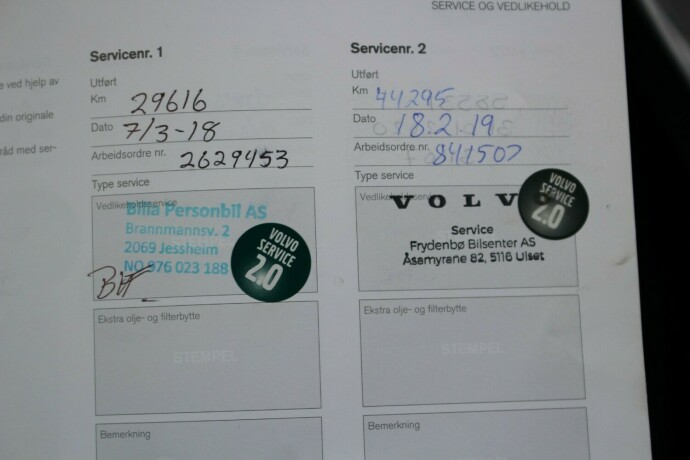 SERVICE OG VEDLIKEHOLD
e ved hjelp av
din originale
råd med ser-
Servicenr. 1
Utført
Km 29616
Dato 7/3-18
Arbeidsordre nr. 2629453
Type service
Vedlikeholdsservice
Bilia Personbil AS
Brannmannsv. 2
2069 Jessheim
NO 976 023 188
VOLVO
SERVICE
2.0
Ekstra olje- og filterbytte
STEMPEL
Bemerkning
Servicenr. 2
Utført
Km 44295
Dato 18.2.19
Arbeidsordre nr. 841507
Type service
VOLVO
Service
Frydenbø Bilsenter AS
Åsamyrane 82, 5116 Ulset
VOLVO
SERVICE
2.0
Ekstra olje- og filterbytte
STEMPEL
Bemerkning